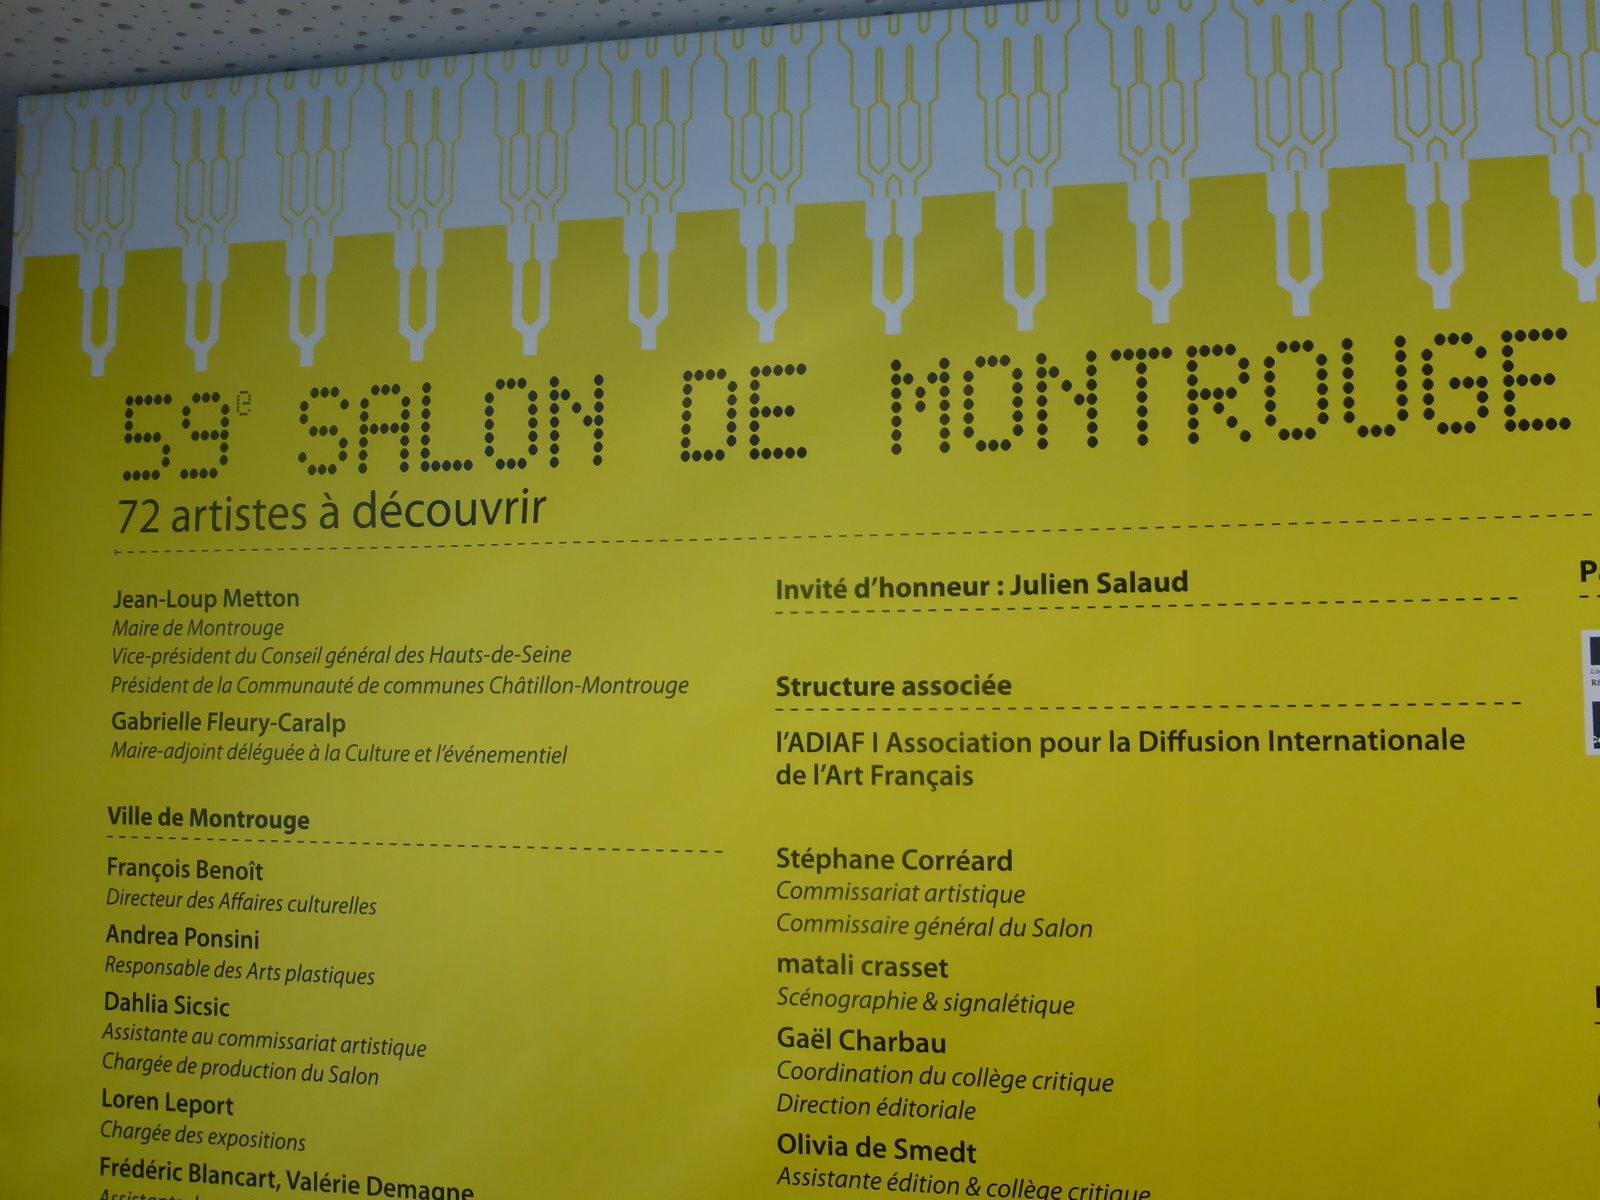 59e SALON DE MONTROUGE
72 artistes à découvrir
Jean-Loup Metton
Maire de Montrouge
Vice-président du Conseil général des Hauts-de-Seine
Président de la Communauté de communes Châtillon-Montrouge
Gabrielle Fleury-Caralp
Maire-adjoint déléguée à la Culture et l'événementiel
Ville de Montrouge
François Benoît
Directeur des Affaires culturelles
Andrea Ponsini
Responsable des Arts plastiques
Dahlia Sicsic
Assistante au commissariat artistique
Chargée de production du Salon
Loren Leport
Chargée des expositions
Frédéric Blancart, Valérie Demagne
Invité d'honneur : Julien Salaud
Structure associée
l'ADIAF I Association pour la Diffusion Internationale
de l'Art Français
Stéphane Corréard
Commissariat artistique
Commissaire général du Salon
matali crasset
Scénographie & signalétique
Gaël Charbau
Coordination du collège critique
Direction éditoriale
Olivia de Smedt
Assistante édition & collège critique